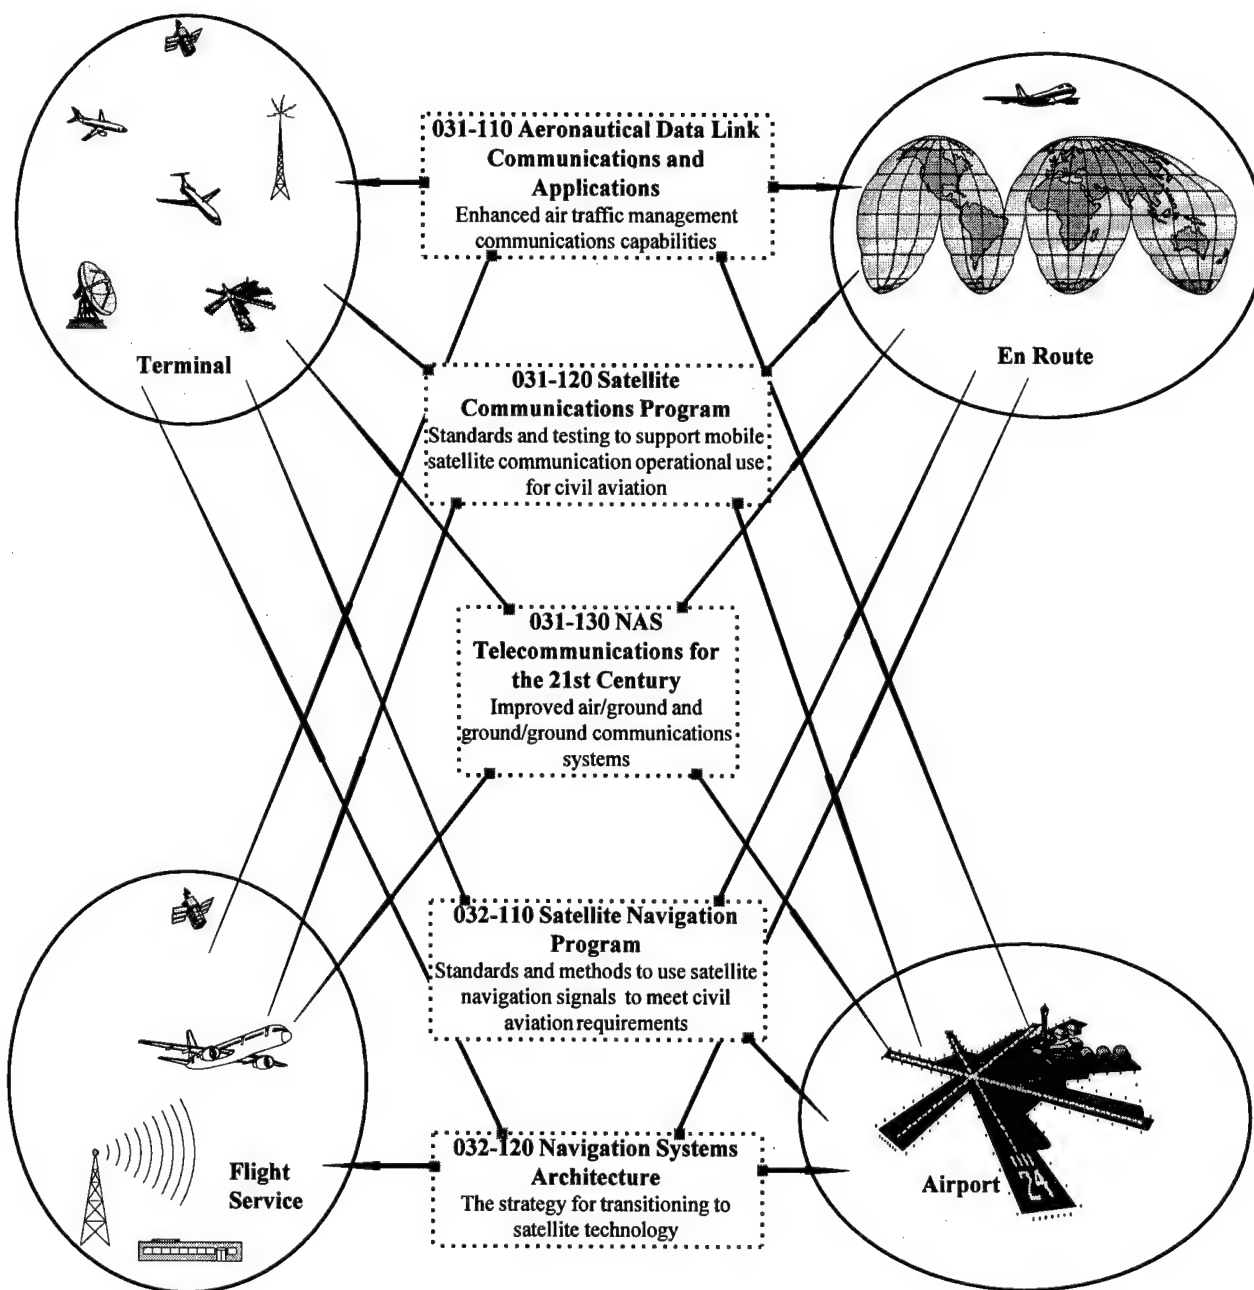 031-110 Aeronautical Data Link
Communications and
Applications
Enhanced air traffic management
communications capabilities
Terminal
En Route
031-120 Satellite
Communications Program
Standards and testing to support mobile
satellite communication operational use
for civil aviation
031-130 NAS
Telecommunications for
the 21st Century
Improved air/ground and
ground/ground communications
systems
032-110 Satellite Navigation
Program
Standards and methods to use satellite
navigation signals to meet civil
aviation requirements
032-120 Navigation Systems
Architecture
The strategy for transitioning to
satellite technology
Flight
Service
Airport
24